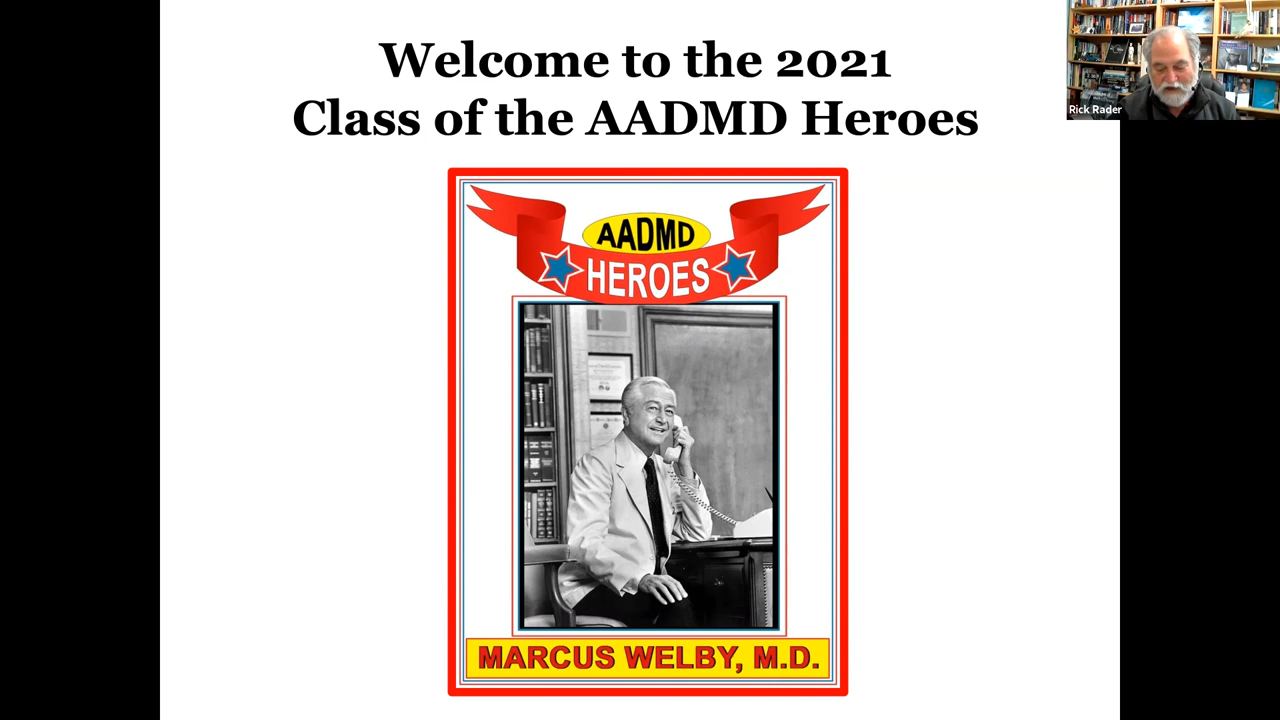 Welcome to the 2021
Class of the AADMD Heroes
Rick Rader
AADMD
HEROES
MARCUS WELBY, M.D.